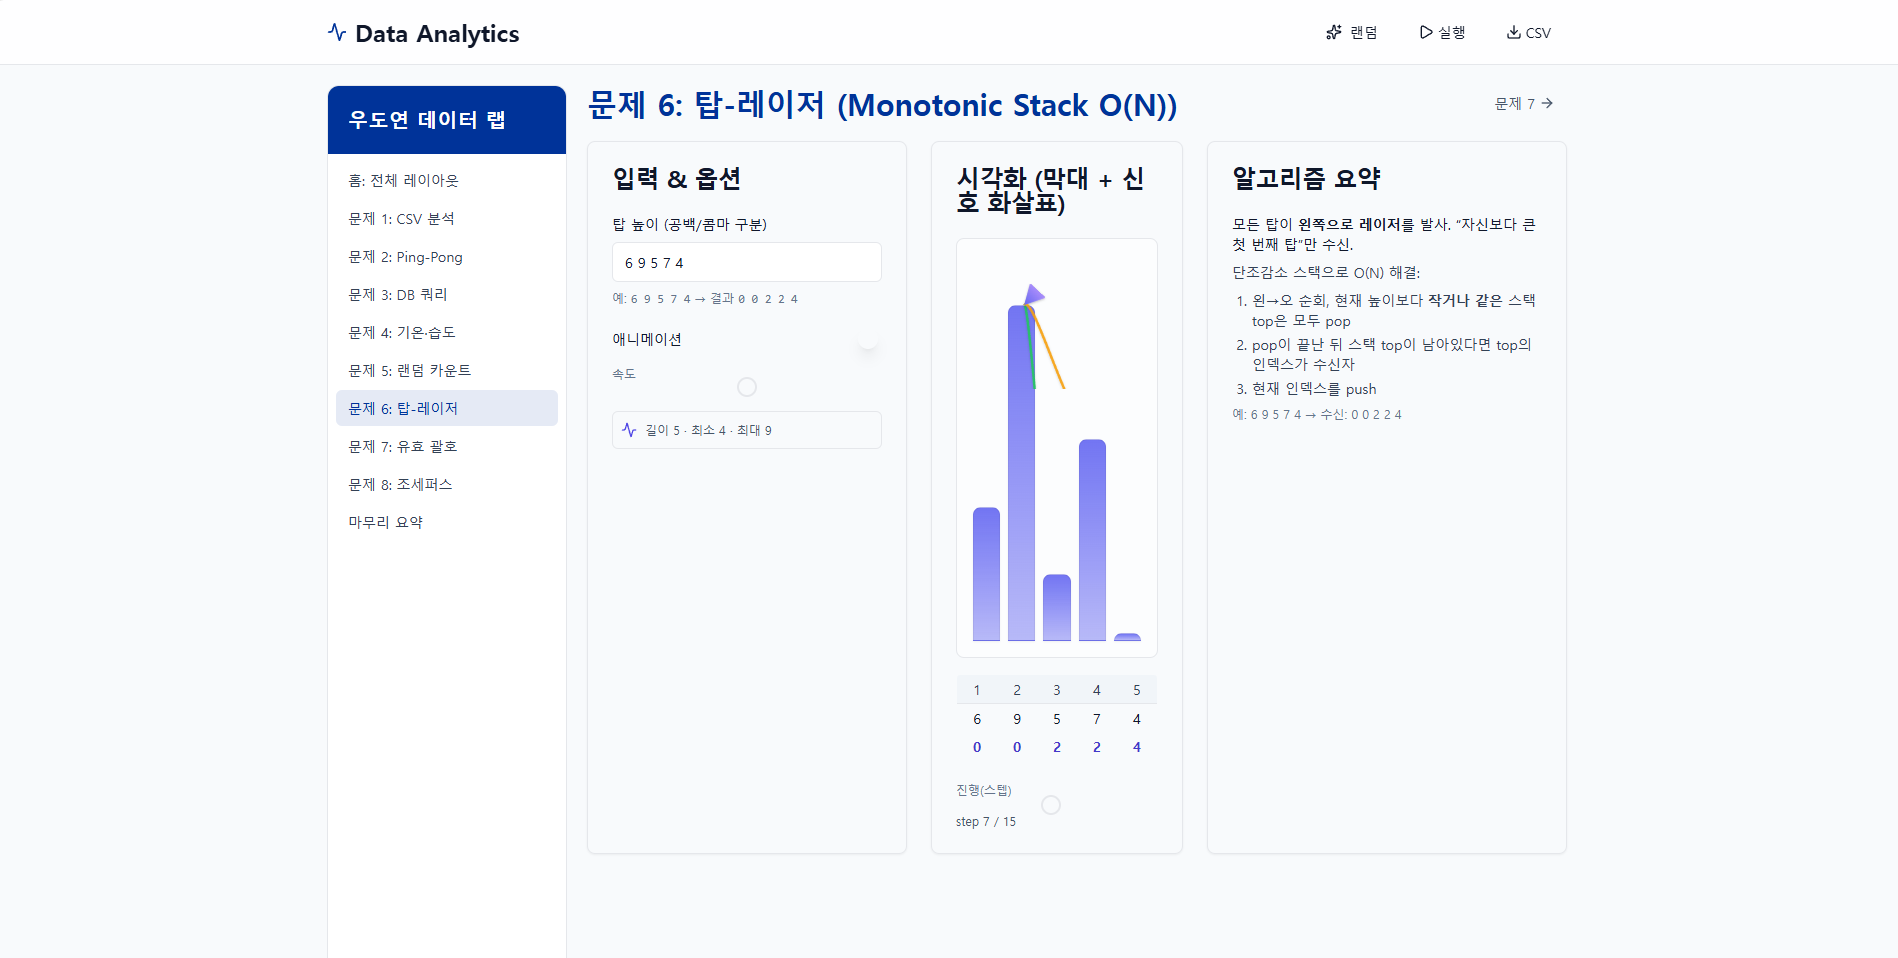 Data Analytics
랜덤
실행
CSV
우도연 데이터 랩
홈: 전체 레이아웃
문제 1: CSV 분석
문제 2: Ping-Pong
문제 3: DB 쿼리
문제 4: 기온·습도
문제 5: 랜덤 카운트
문제 6: 탑-레이저
문제 7: 유효 괄호
문제 8: 조세퍼스
마무리 요약
문제 6: 탑-레이저 (Monotonic Stack O(N))
문제 7 →
입력 & 옵션
탑 높이 (공백/콤마 구분)
6 9 5 7 4
예: 6 9 5 7 4 → 결과 0 0 2 2 4
애니메이션
속도
길이 5 · 최소 4 · 최대 9
시각화 (막대 + 신
호 화살표)
1 2 3 4 5
6 9 5 7 4
0 0 2 2 4
진행(스텝)
step 7 / 15
알고리즘 요약
모든 탑이 왼쪽으로 레이저를 발사. “자신보다 큰
첫 번째 탑”만 수신.
단조감소 스택으로 O(N) 해결:
1. 왼→오 순회, 현재 높이보다 작거나 같은 스택
top은 모두 pop
2. pop이 끝난 뒤 스택 top이 남아있다면 top의
인덱스가 수신자
3. 현재 인덱스를 push
예: 6 9 5 7 4 → 수신: 0 0 2 2 4